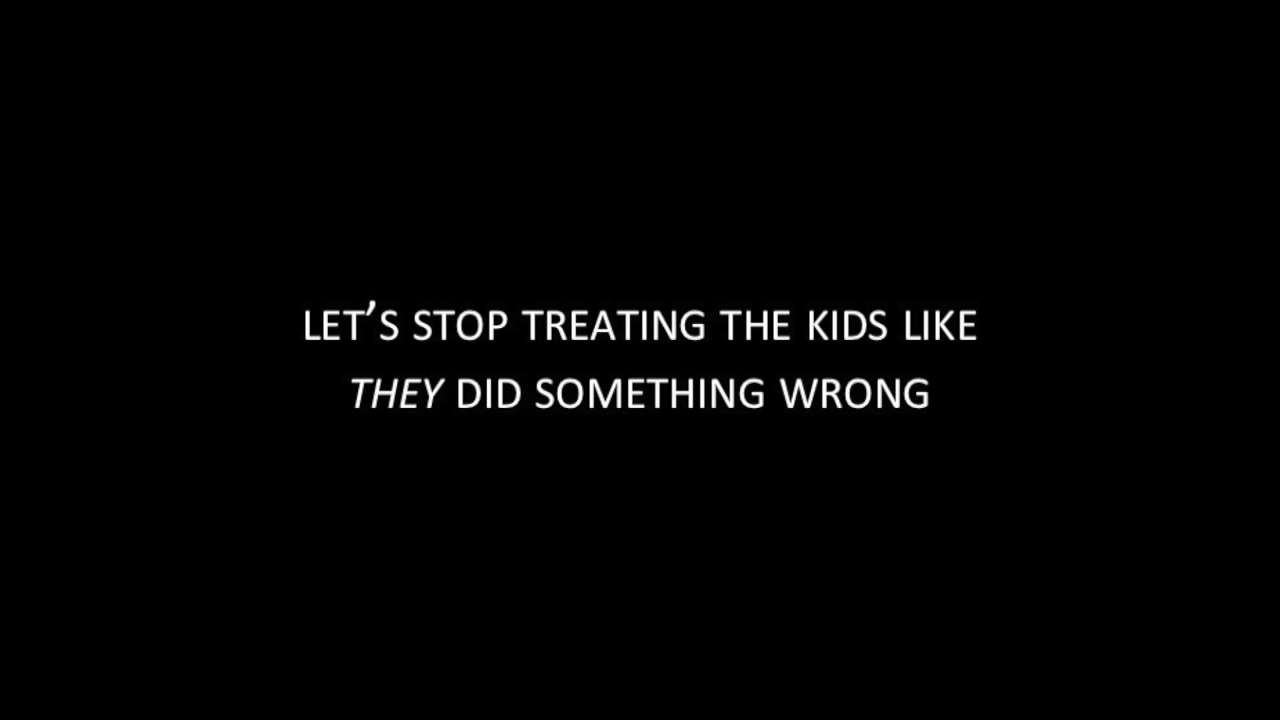 LET’S STOP TREATING THE KIDS LIKE
THEY DID SOMETHING WRONG